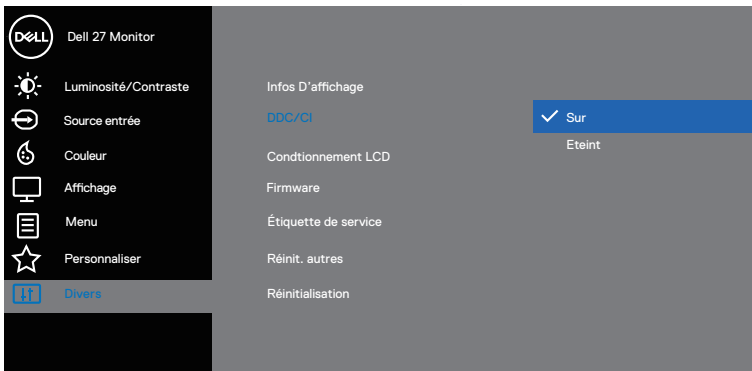 DELL
Dell 27 Monitor
Luminosité/Contraste
Source entrée
Couleur
Affichage
Menu
Personnaliser
Divers
Infos D'affichage
DDC/CI
Condtionnement LCD
Firmware
Étiquette de service
Réinit. autres
Réinitialisation
Sur
Eteint